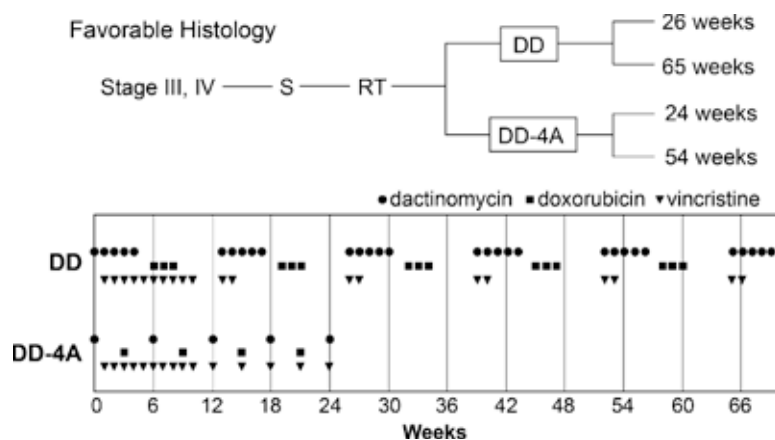 Favorable Histology
Stage III, IV S RT
DD
26 weeks
65 weeks
DD-4A
24 weeks
54 weeks
dactinomycin doxorubicin vincristine
DD
DD-4A
0 6 12 18 24 30 36 42 48 54 60 66
Weeks